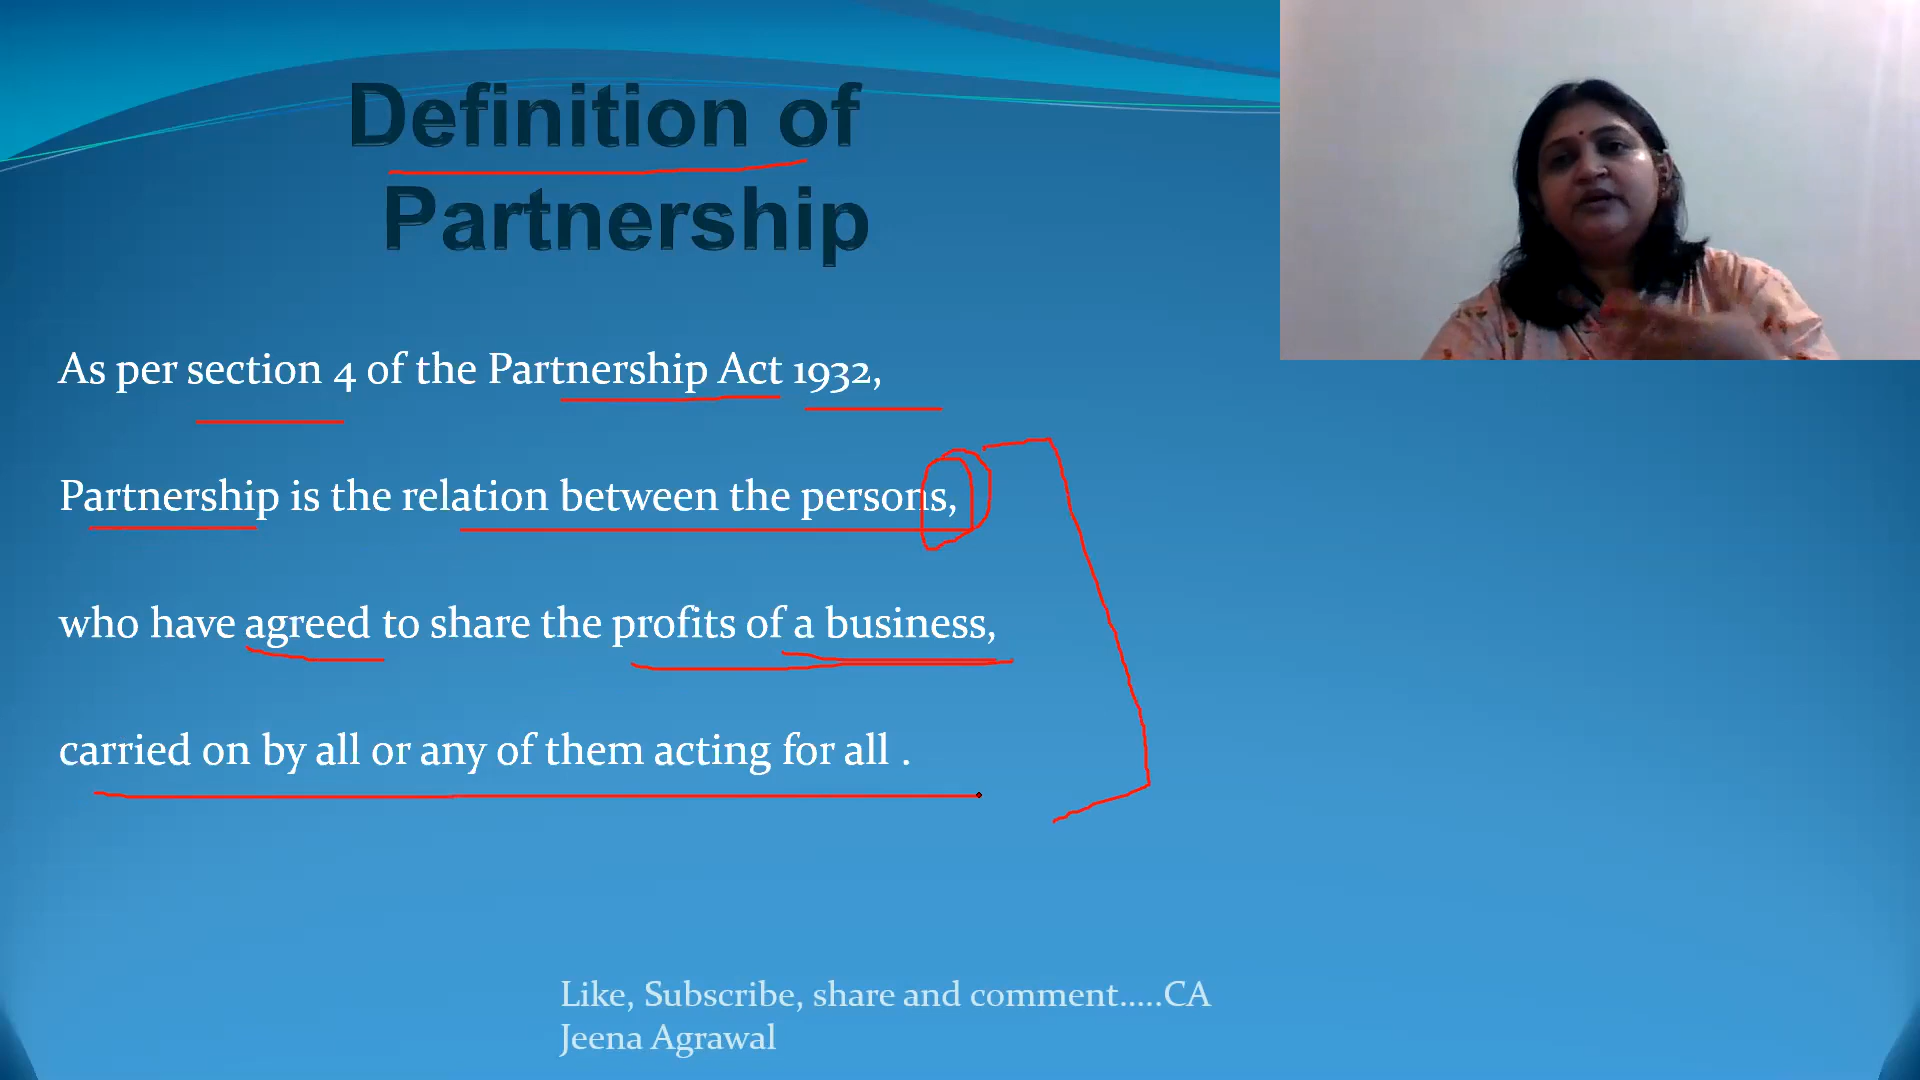 Definition of
Partnership
As per section 4 of the Partnership Act 1932,
Partnership is the relation between the persons,
who have agreed to share the profits of a business,
carried on by all or any of them acting for all .
Like, Subscribe, share and comment.....CA
Jeena Agrawal